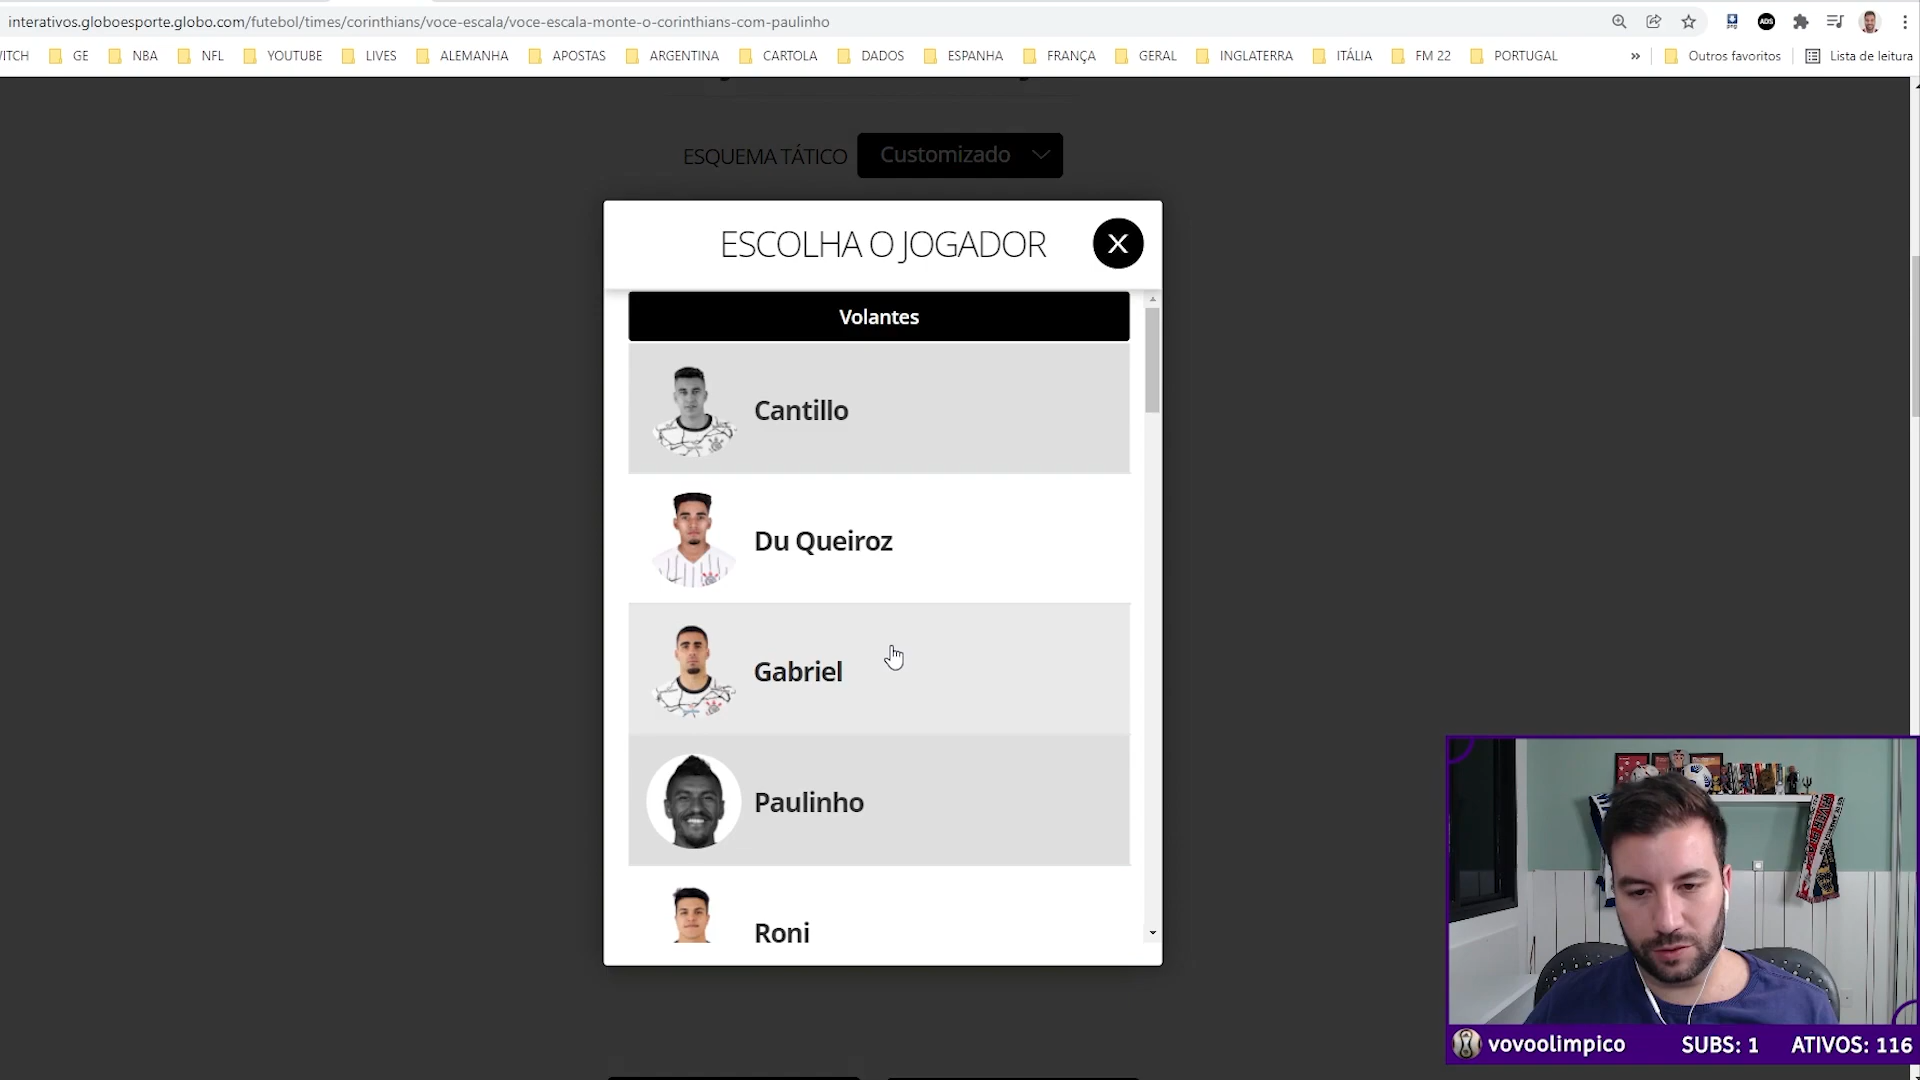 interativos.globoesporte.globo.com/futebol/times/corinthians/voce-escala/voce-escala-monte-o-corinthians-com-paulinho
ITCH GE NBA NFL YOUTUBE LIVES ALEMANHA APOSTAS ARGENTINA CARTOLA DADOS ESPANHA FRANÇA GERAL INGLATERRA ITÁLIA FM 22 PORTUGAL » Outros favoritos Lista de leitura
ESQUEMA TÁTICO Customizado
ESCOLHA O JOGADOR X
Volantes
Cantillo
Du Queiroz
Gabriel
Paulinho
Roni
vovoolimpico SUBS: 1 ATIVOS: 116